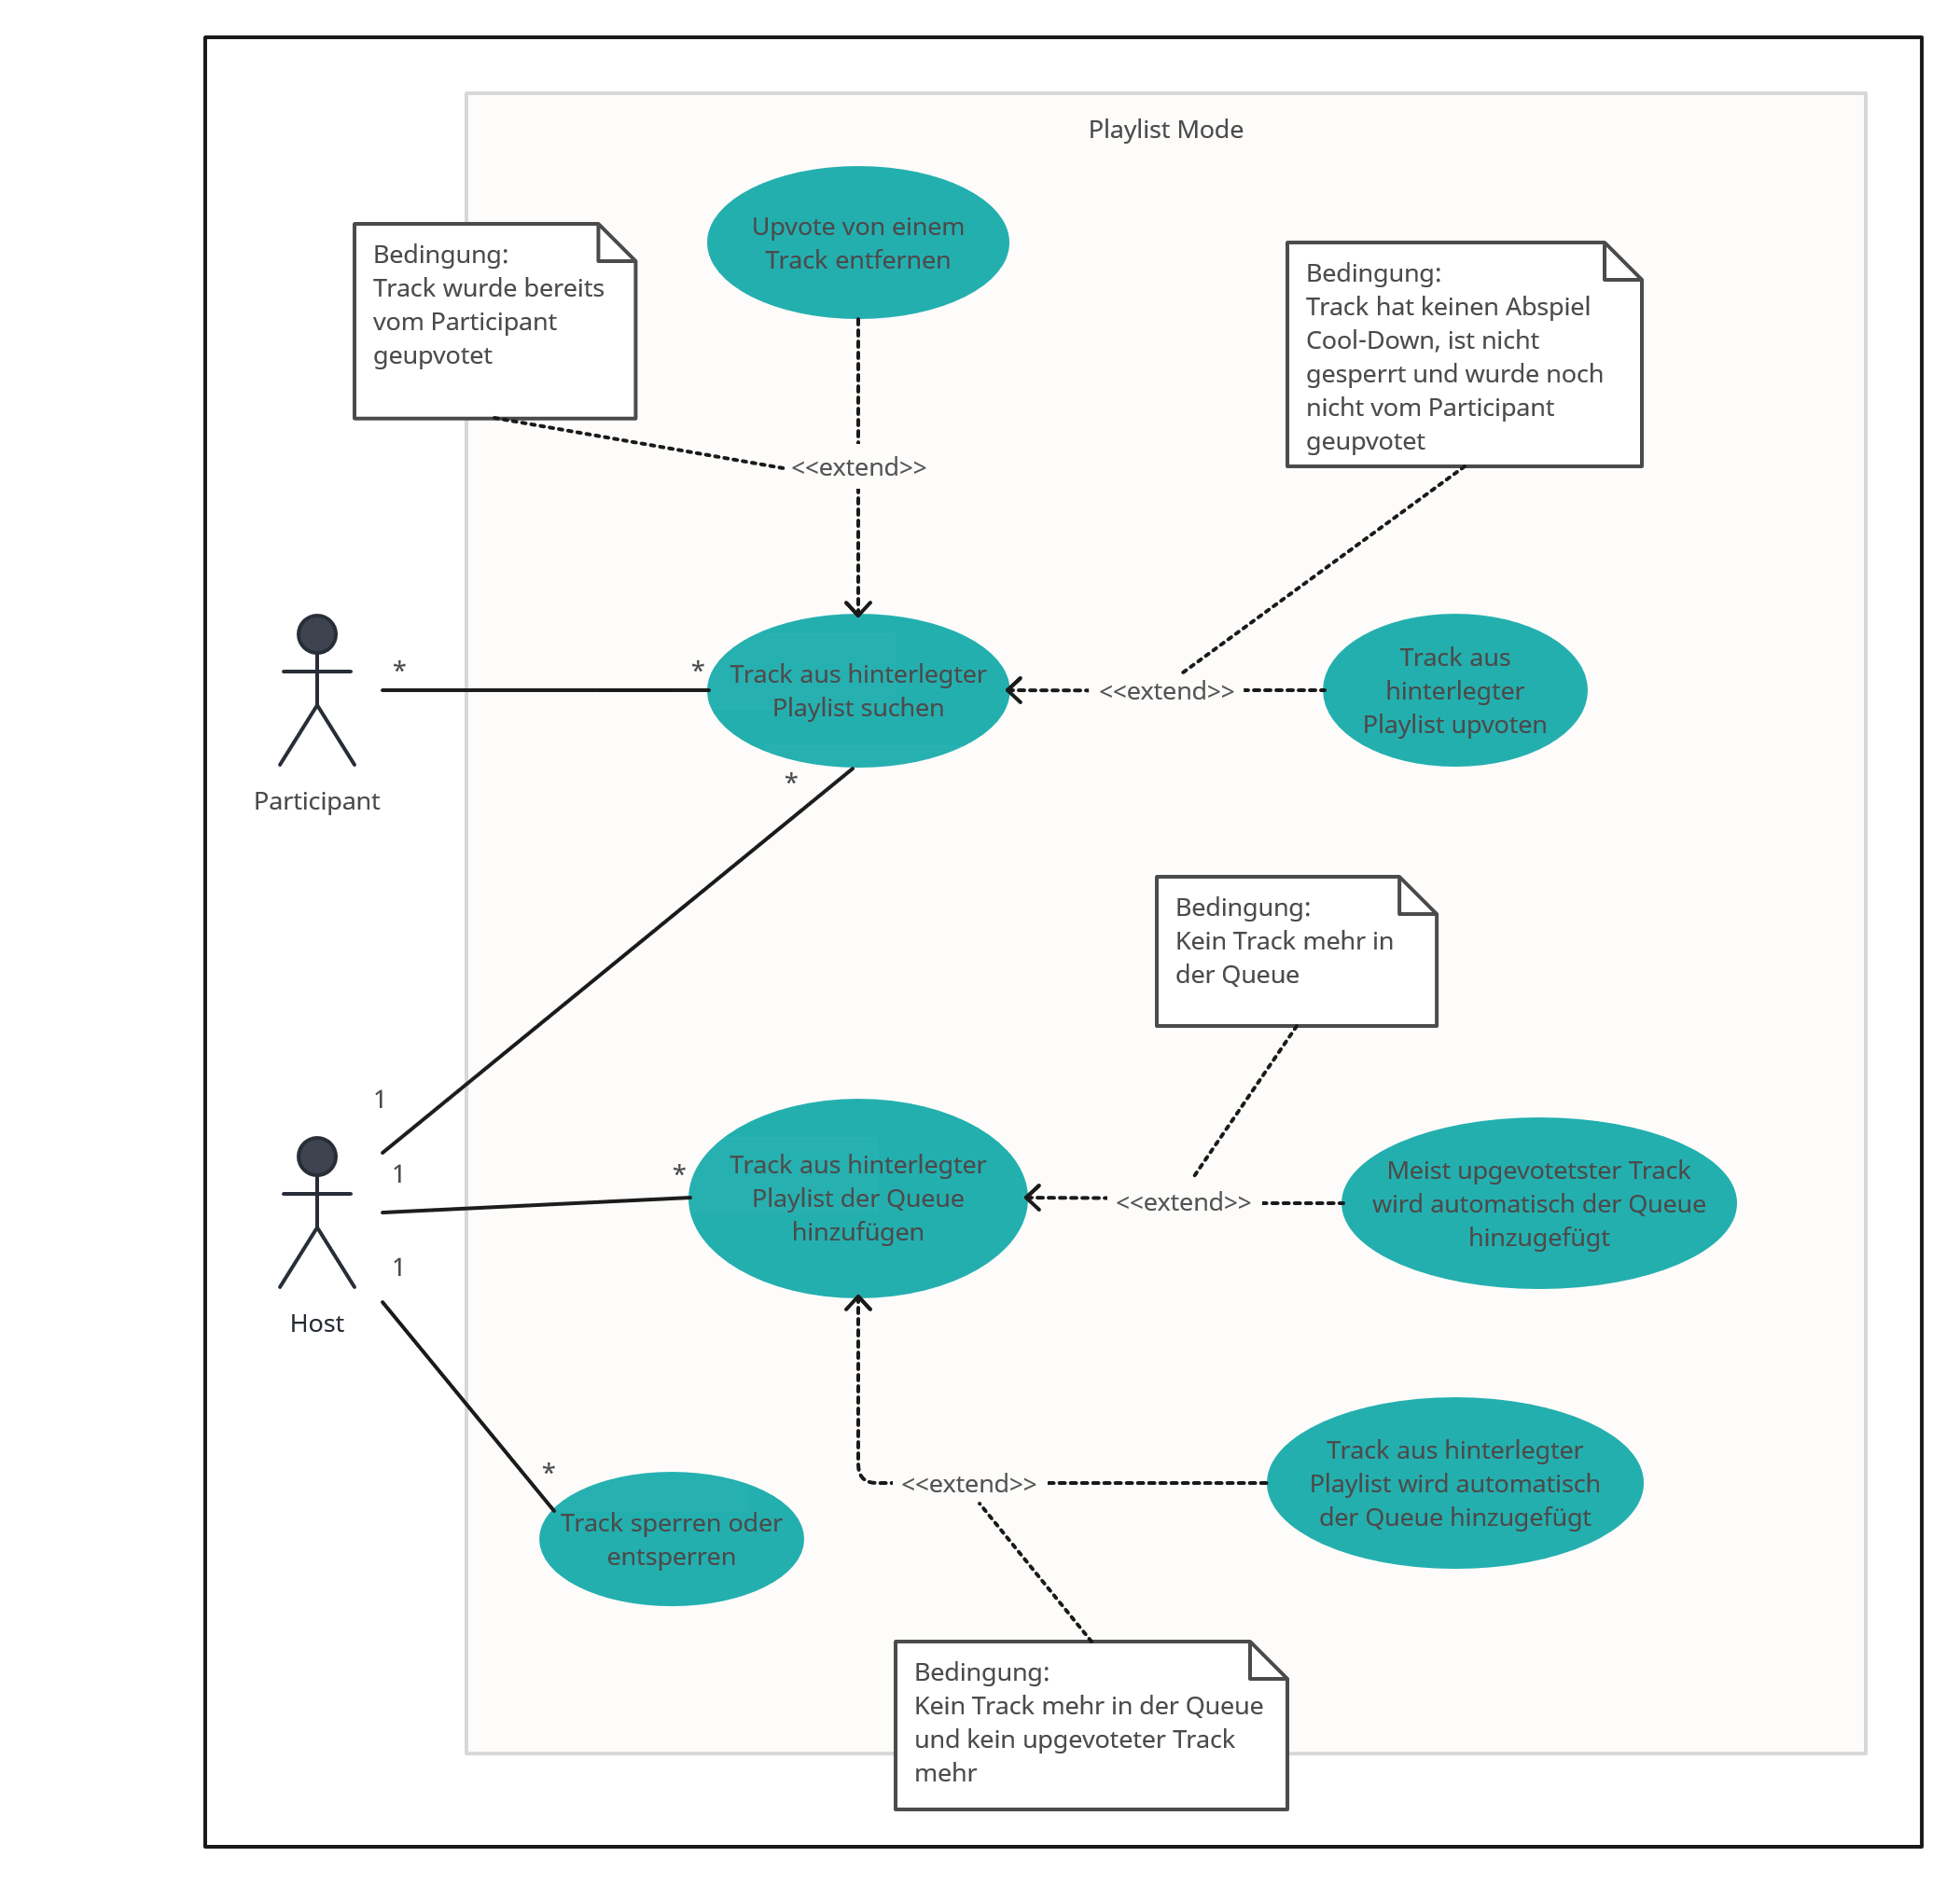 Playlist Mode
Upvote von einem
Track entfernen
Bedingung:
Track wurde bereits
vom Participant
geupvotet
Bedingung:
Track hat keinen Abspiel
Cool-Down, ist nicht
gesperrt und wurde noch
nicht vom Participant
geupvotet
<<extend>>
*
*
Track aus hinterlegter
Playlist suchen
<<extend>>
Track aus
hinterlegter
Playlist upvoten
Participant
*
Bedingung:
Kein Track mehr in
der Queue
1
1
*
Track aus hinterlegter
Playlist der Queue
hinzufügen
<<extend>>
Meist upgevotetster Track
wird automatisch der Queue
hinzugefügt
1
Host
*
Track sperren oder
entsperren
<<extend>>
Track aus hinterlegter
Playlist wird automatisch
der Queue hinzugefügt
Bedingung:
Kein Track mehr in der Queue
und kein upgevoteter Track
mehr